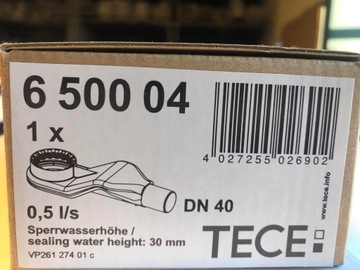 6 500 04
1 x
4 027255 026902
0,5 l/s
DN 40
www.tece.info
Sperrwasserhöhe /
sealing water height: 30 mm
VP261 274 01 c
TECE